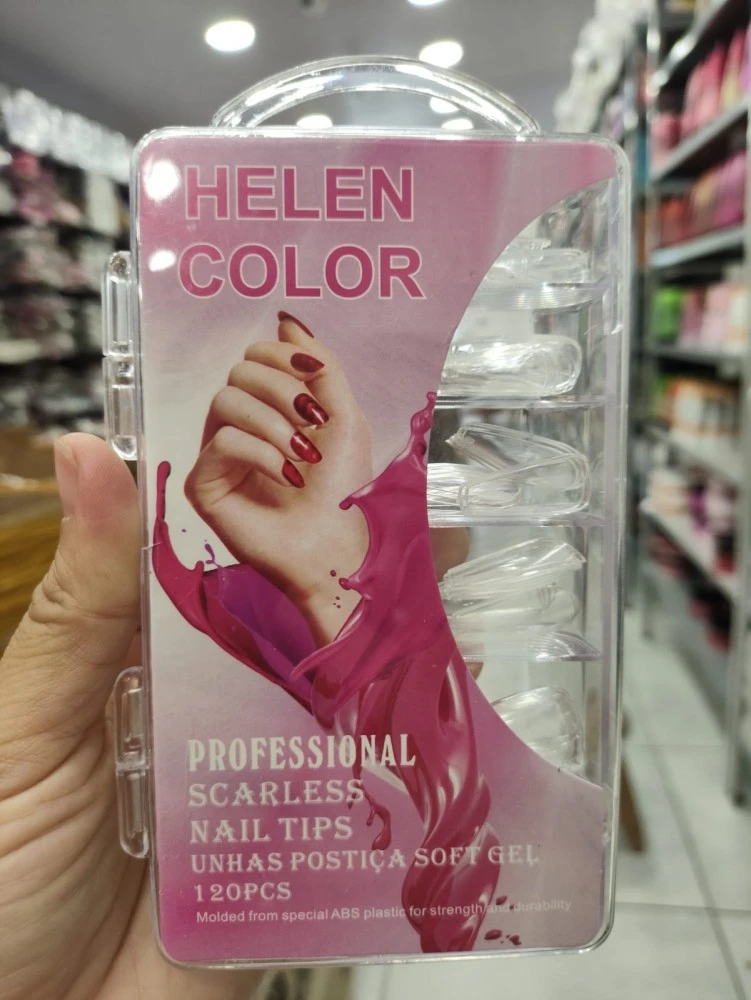 HELEN
COLOR
PROFESSIONAL
SCARLESS
NAIL TIPS
UNHAS POSTIÇA SOFT GEL
120PCS
Molded from special ABS plastic for strength and durability